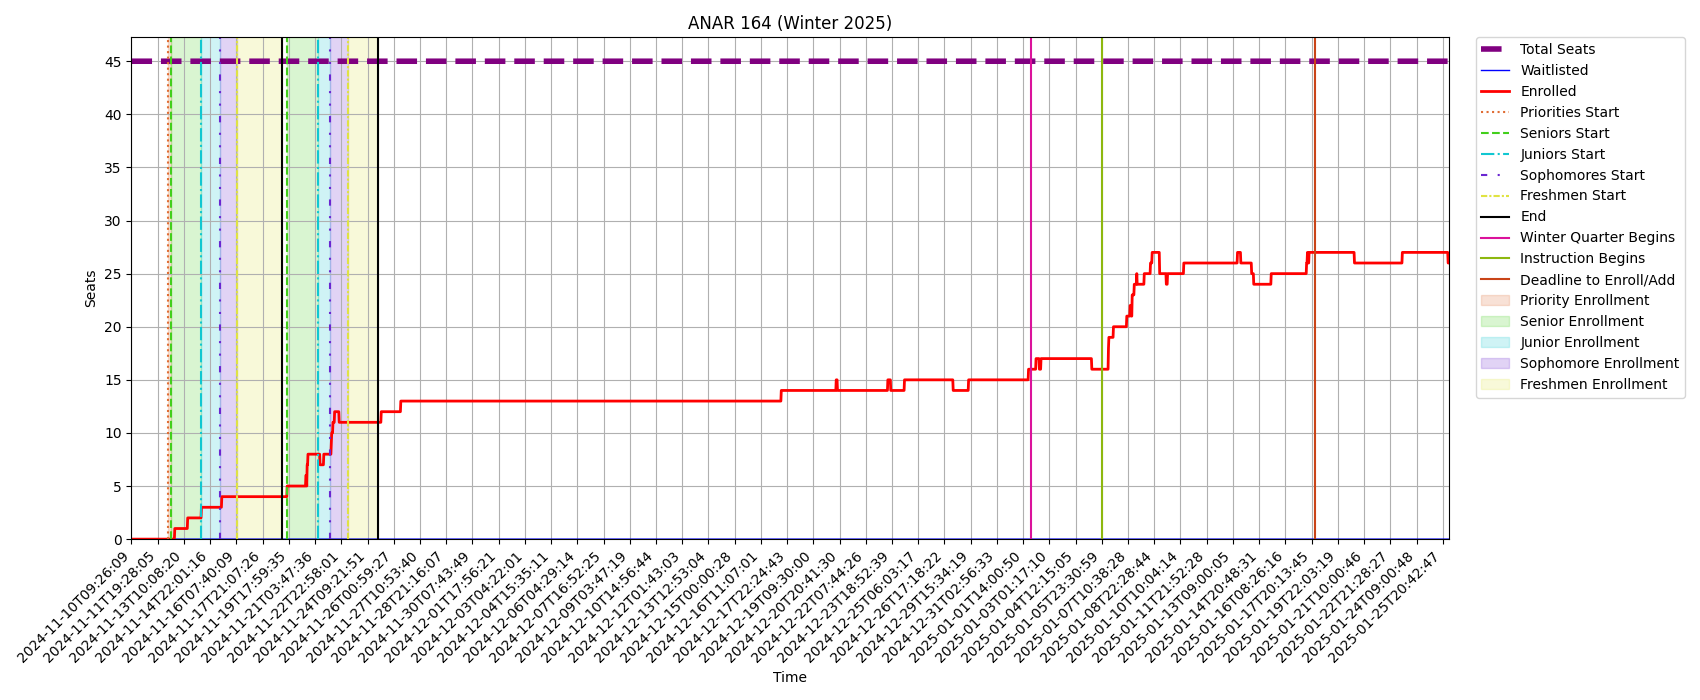 ANAR 164 (Winter 2025)
Seats
45
40
35
30
25
20
15
10
5
0
2024-11-10T09:26:09
2024-11-11T19:28:05
2024-11-13T10:08:20
2024-11-14T22:01:16
2024-11-16T07:40:09
2024-11-17T21:07:26
2024-11-19T17:59:35
2024-11-21T03:47:36
2024-11-22T22:58:01
2024-11-24T09:21:51
2024-11-26T00:59:27
2024-11-27T10:53:40
2024-11-28T21:16:07
2024-11-30T07:43:49
2024-12-01T17:56:21
2024-12-03T04:22:01
2024-12-04T15:35:11
2024-12-06T04:29:14
2024-12-07T16:52:25
2024-12-09T03:47:19
2024-12-10T14:56:44
2024-12-12T01:43:03
2024-12-13T12:53:04
2024-12-15T00:00:28
2024-12-16T11:07:01
2024-12-17T22:24:43
2024-12-19T09:30:00
2024-12-20T20:41:30
2024-12-22T07:44:26
2024-12-23T18:52:39
2024-12-25T06:03:17
2024-12-26T17:18:22
2024-12-29T15:34:19
2024-12-31T02:56:33
2025-01-01T14:00:50
2025-01-03T01:17:10
2025-01-04T12:15:05
2025-01-05T23:30:59
2025-01-07T10:38:28
2025-01-08T22:28:44
2025-01-10T10:04:14
2025-01-11T21:52:28
2025-01-13T09:00:05
2025-01-14T20:48:31
2025-01-16T08:26:16
2025-01-17T20:13:45
2025-01-19T22:03:19
2025-01-21T10:00:46
2025-01-22T21:28:27
2025-01-24T09:00:48
2025-01-25T20:42:47
Time
Total Seats
Waitlisted
Enrolled
Priorities Start
Seniors Start
Juniors Start
Sophomores Start
Freshmen Start
End
Winter Quarter Begins
Instruction Begins
Deadline to Enroll/Add
Priority Enrollment
Senior Enrollment
Junior Enrollment
Sophomore Enrollment
Freshmen Enrollment